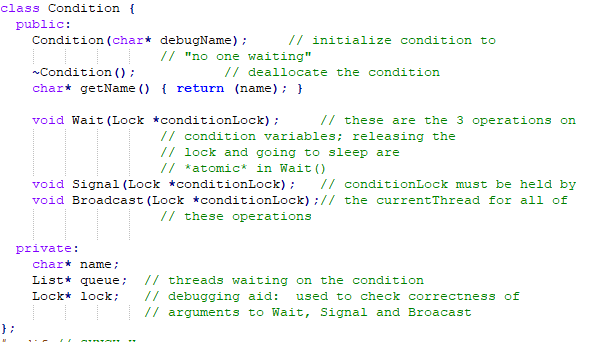 class Condition {
  public:
    Condition(char* debugName);     // initialize condition to
                    // "no one waiting"
    ~Condition();           // deallocate the condition
    char* getName() { return (name); }

    void Wait(Lock *conditionLock);     // these are the 3 operations on
                    // condition variables; releasing the
                    // lock and going to sleep are
                    // *atomic* in Wait()
    void Signal(Lock *conditionLock);   // conditionLock must be held by
    void Broadcast(Lock *conditionLock);// the currentThread for all of
                    // these operations

  private:
    char* name;
    List* queue;  // threads waiting on the condition
    Lock* lock;   // debugging aid:  used to check correctness of
                  // arguments to Wait, Signal and Broacast
};